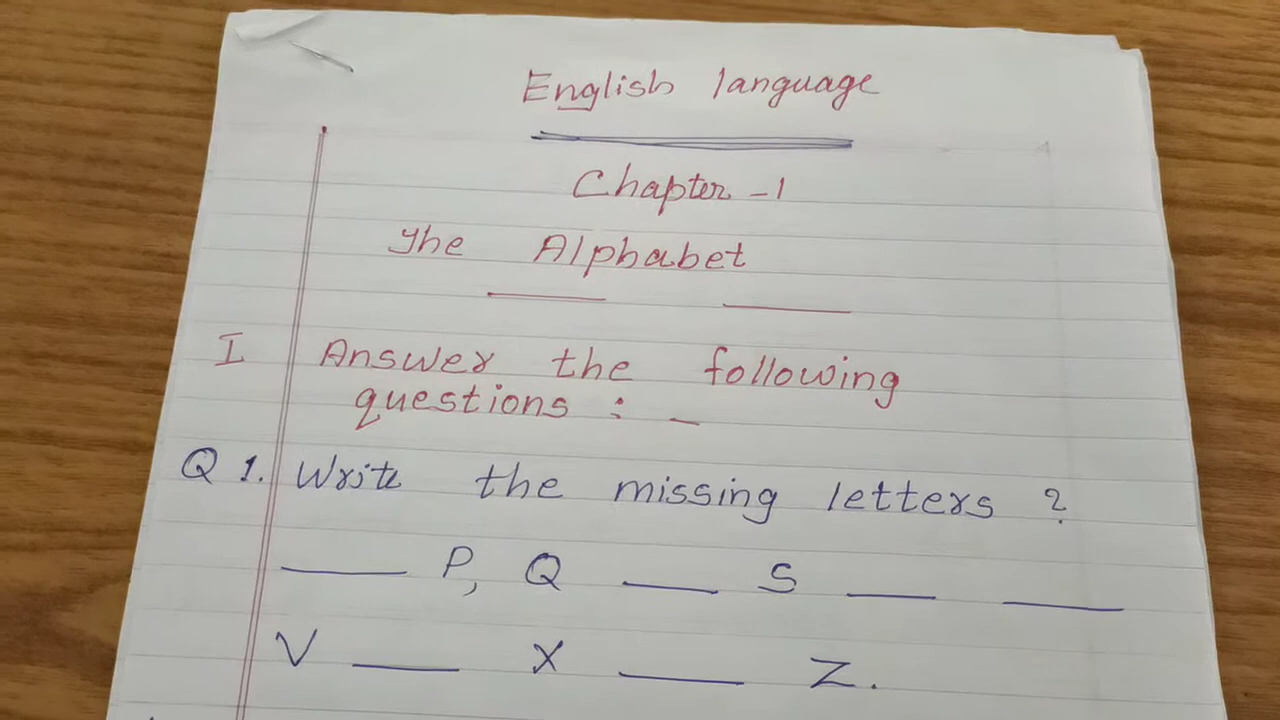 English language
Chapter-1
The Alphabet
I Answer the following
questions : _
Q 1. Write the missing letters ?
____ P, Q ____ S ____ ____
V ____ X ____ Z.